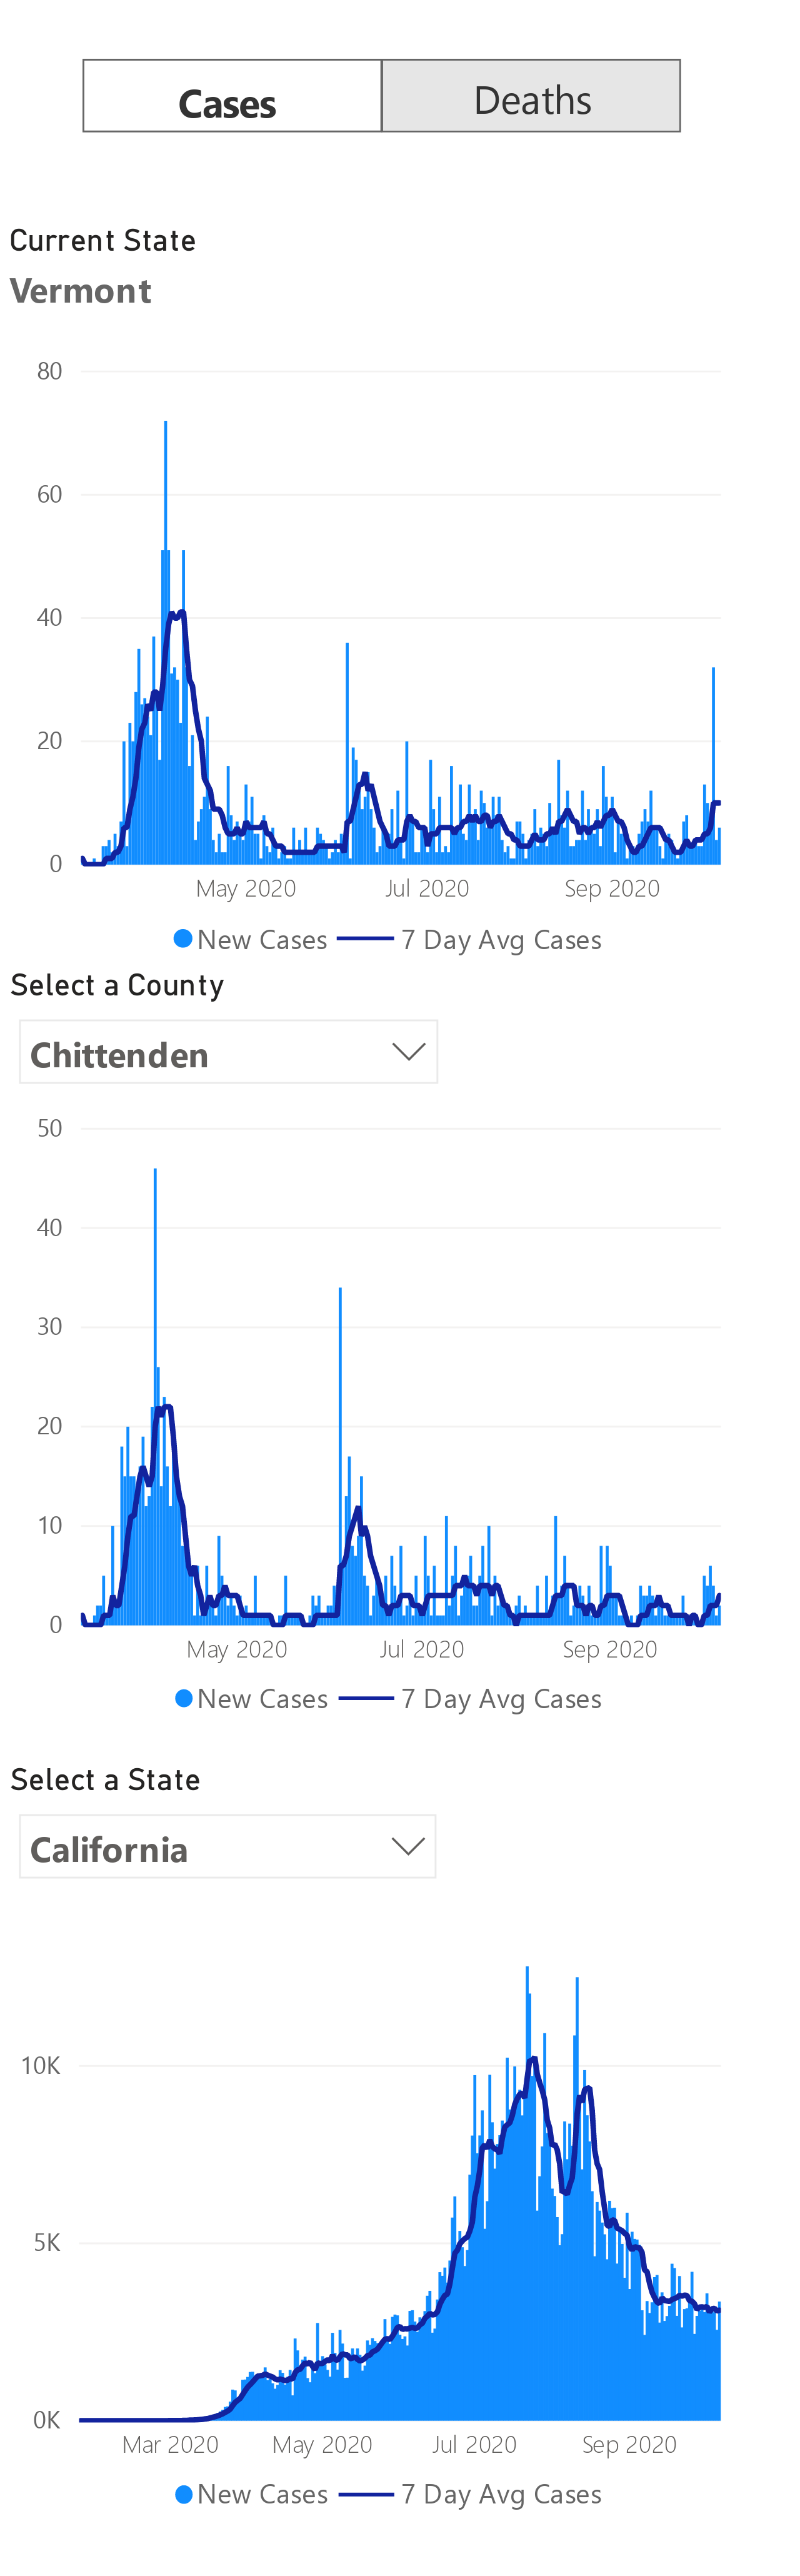 Cases Deaths
Current State
Vermont
80
60
40
20
0
May 2020 Jul 2020 Sep 2020
New Cases 7 Day Avg Cases
Select a County
Chittenden
50
40
30
20
10
0
May 2020 Jul 2020 Sep 2020
New Cases 7 Day Avg Cases
Select a State
California
10K
5K
0K
Mar 2020 May 2020 Jul 2020 Sep 2020
New Cases 7 Day Avg Cases